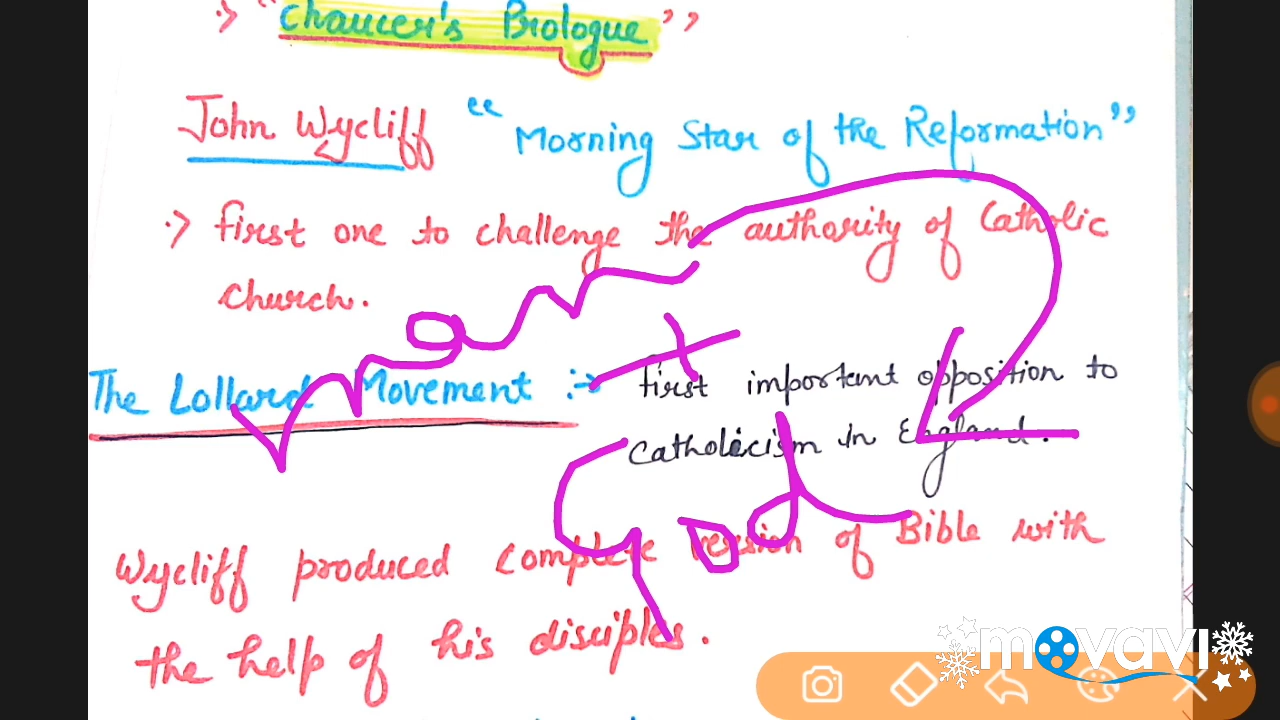 :> "Chaucer's Prologue"
John Wycliff "Morning Star of the Reformation"
:> first one to challenge the authority of Catholic
church.
The Lollard Movement :→ first important opposition to
Catholicism in England.
Wycliff produced complete version of Bible with
the help of his disciples.
movavi